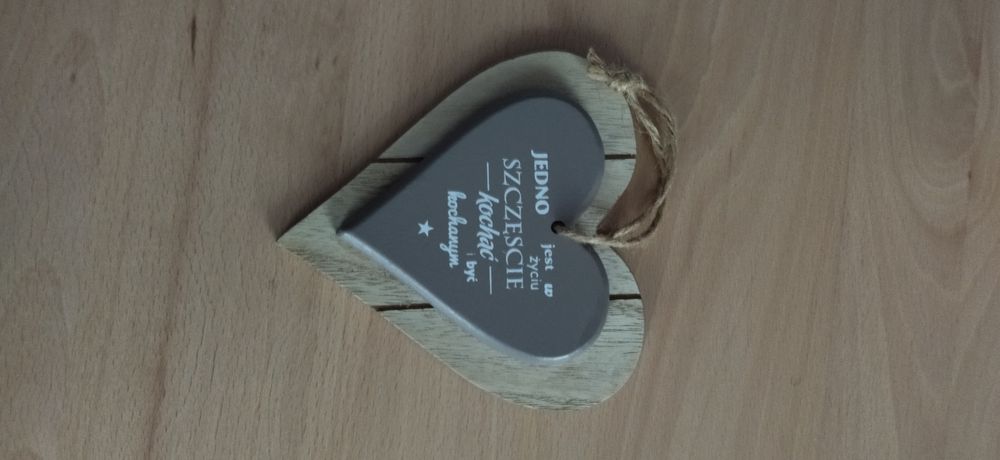 JEDNO jest w
życiu
SZCZĘŚCIE
kochać
i być
kochanym